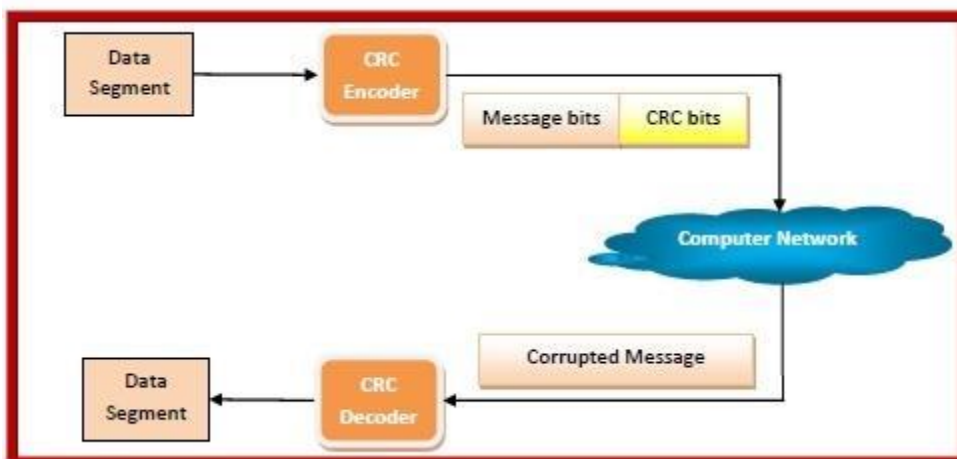 Data
Segment
CRC
Encoder
Message bits
CRC bits
Computer Network
Corrupted Message
Data
Segment
CRC
Decoder